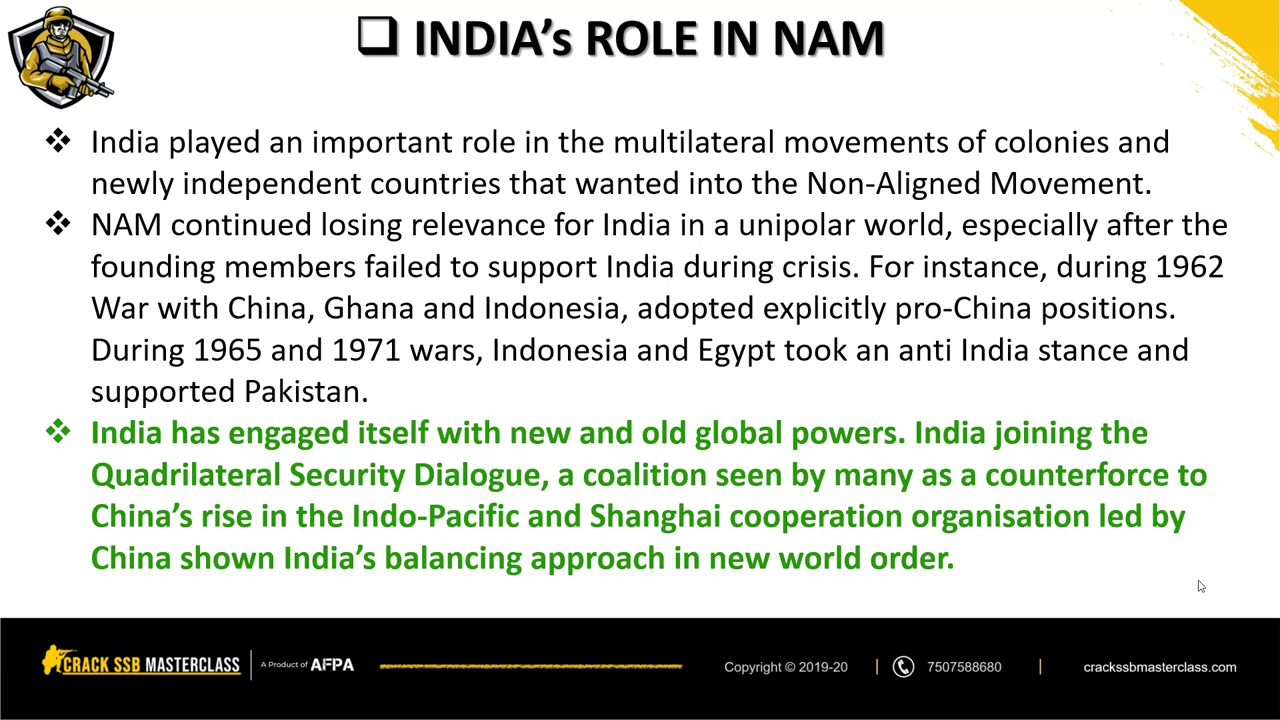 INDIA's ROLE IN NAM
India played an important role in the multilateral movements of colonies and
newly independent countries that wanted into the Non-Aligned Movement.
NAM continued losing relevance for India in a unipolar world, especially after the
founding members failed to support India during crisis. For instance, during 1962
War with China, Ghana and Indonesia, adopted explicitly pro-China positions.
During 1965 and 1971 wars, Indonesia and Egypt took an anti India stance and
supported Pakistan.
India has engaged itself with new and old global powers. India joining the
Quadrilateral Security Dialogue, a coalition seen by many as a counterforce to
China's rise in the Indo-Pacific and Shanghai cooperation organisation led by
China shown India's balancing approach in new world order.
CRACK SSB MASTERCLASS A Product of AFPA Copyright © 2019-20 7507588680 crackssbmasterclass.com